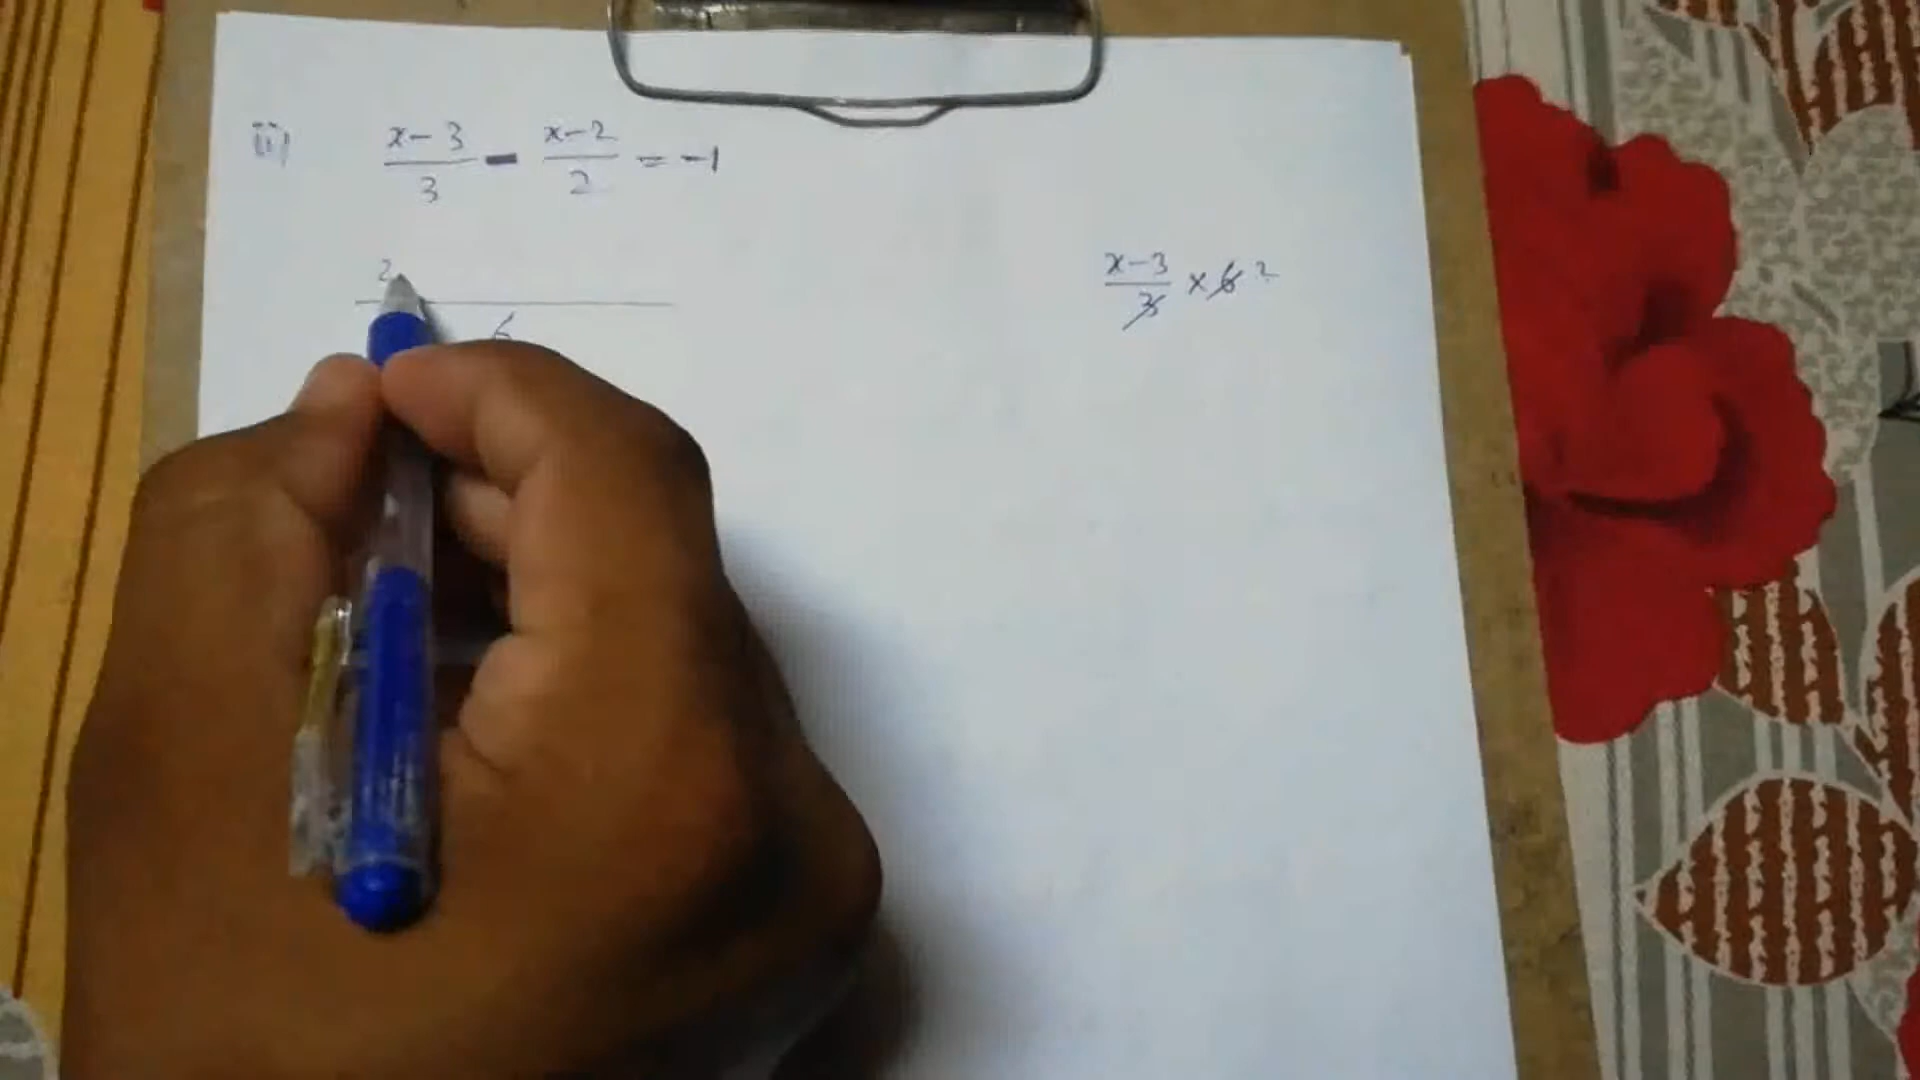 ii) x-3/3 - x-2/2 = -1
2
6
x-3/3 × 6 2